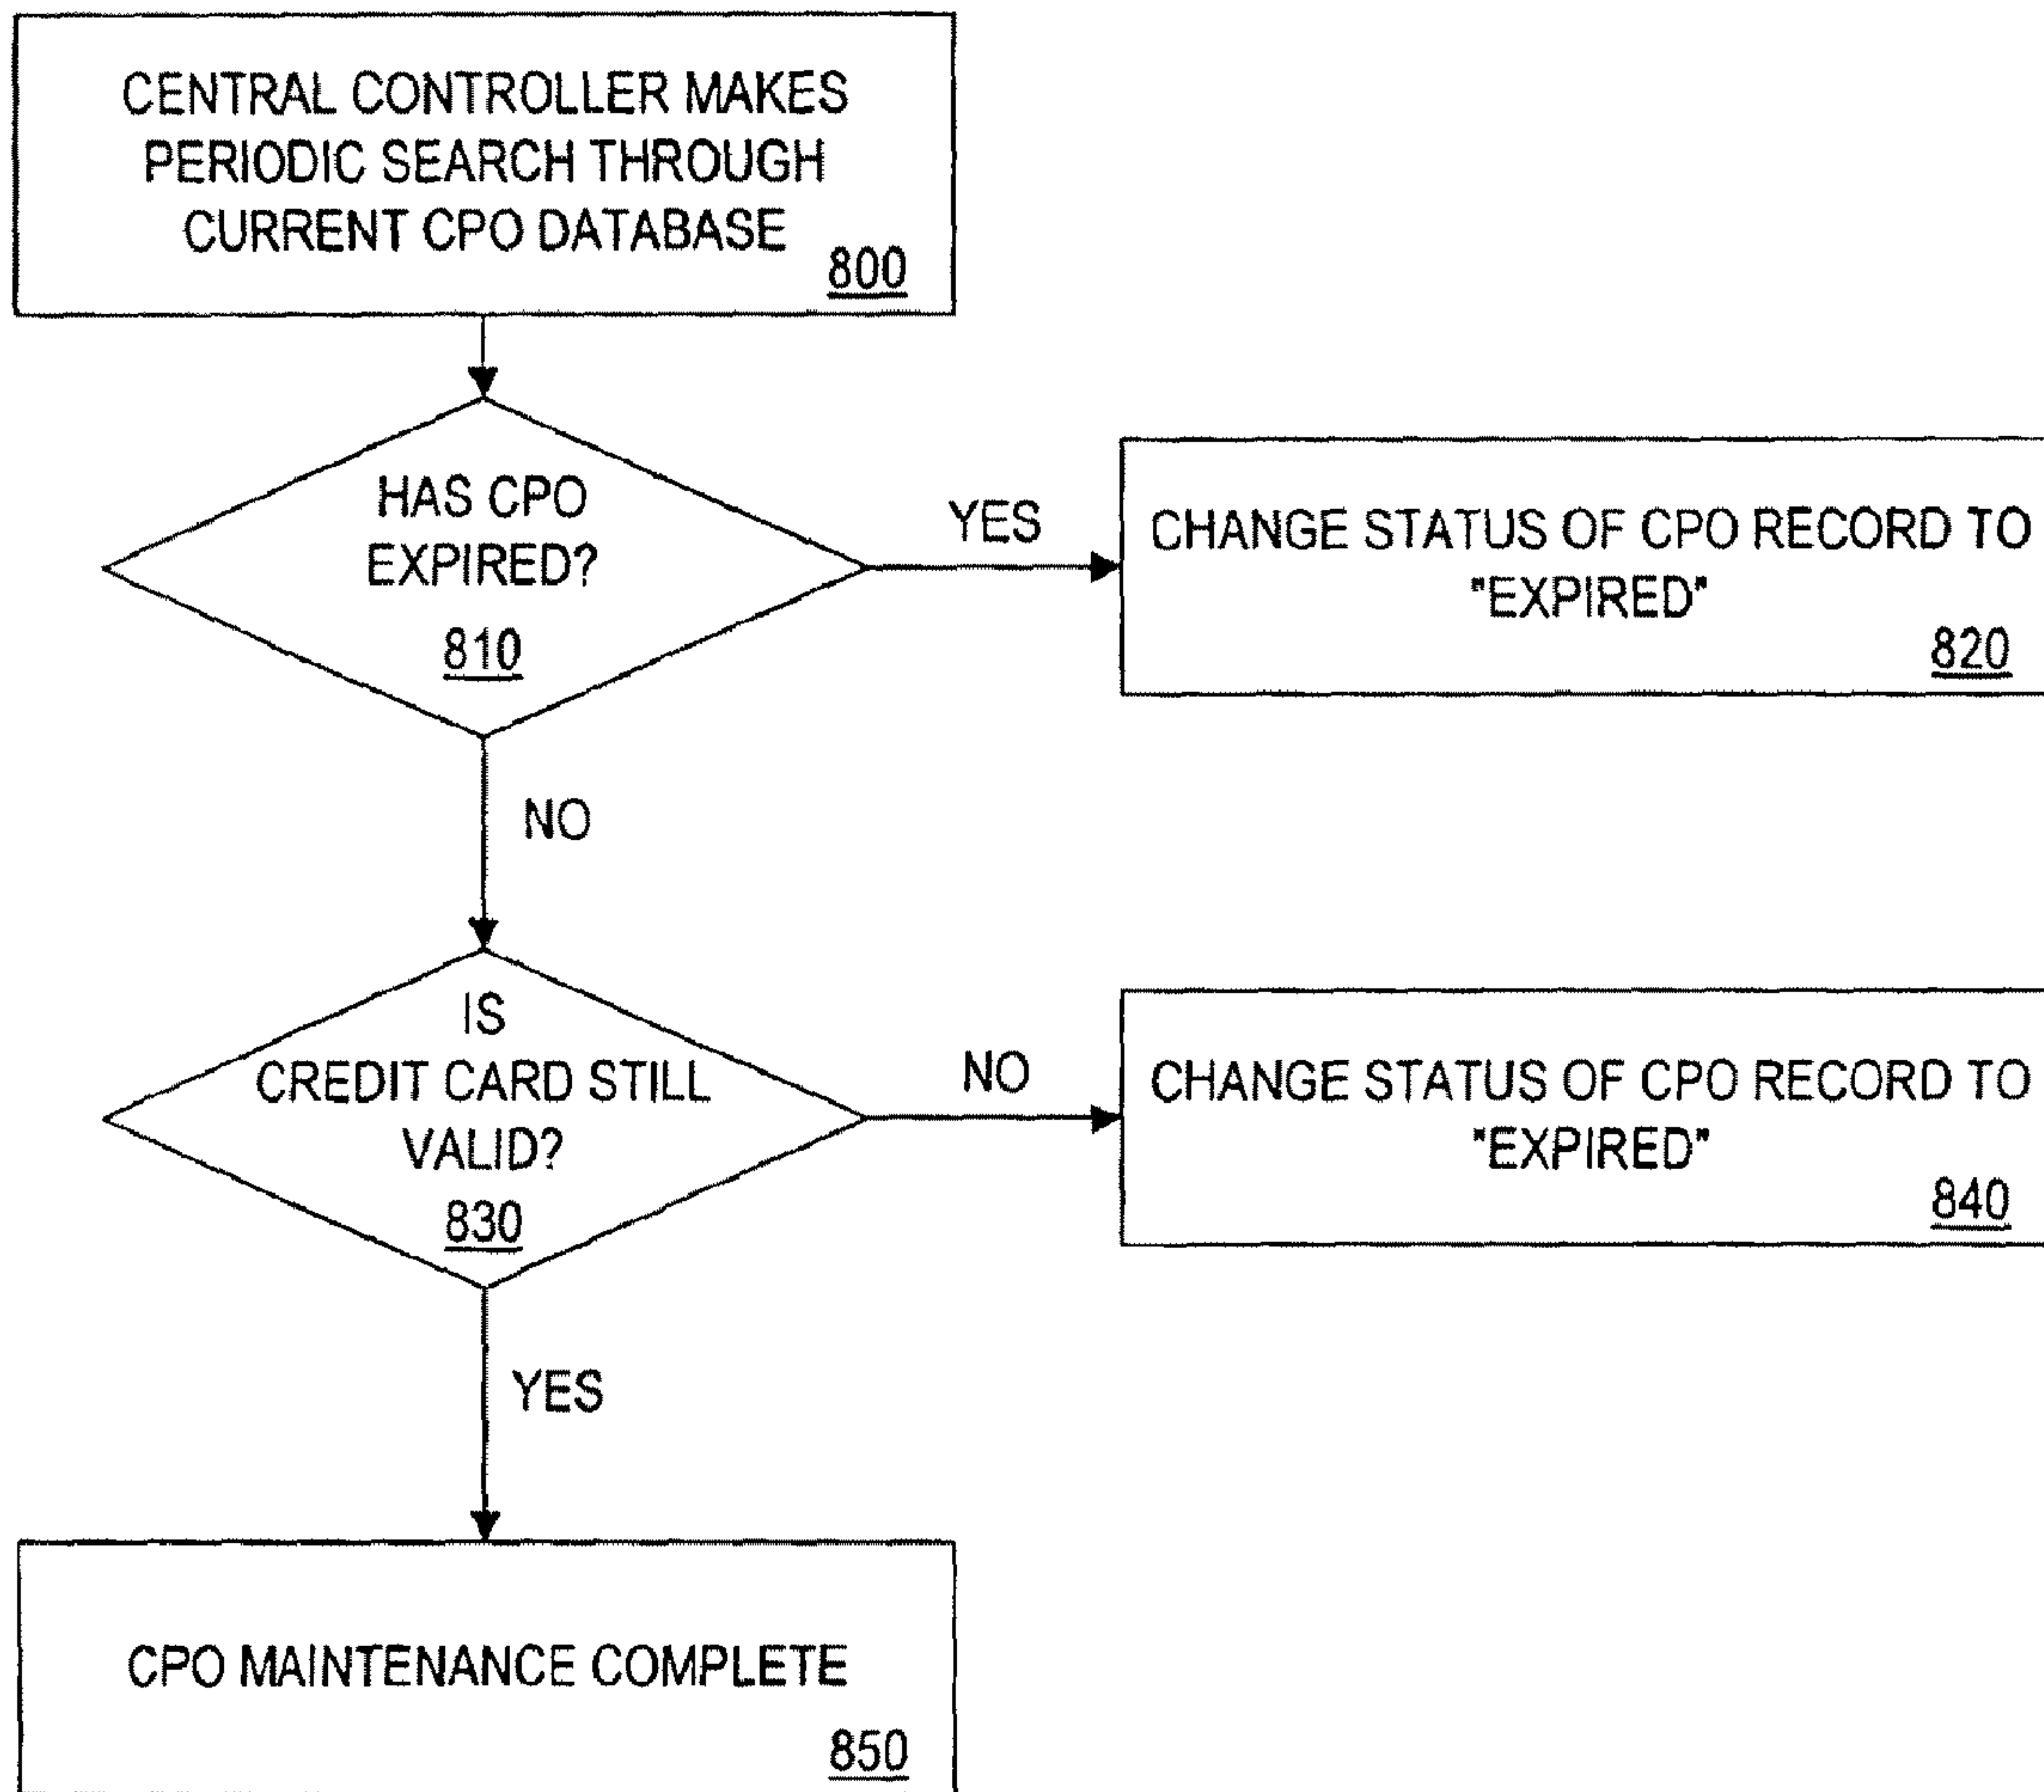 CENTRAL CONTROLLER MAKES
PERIODIC SEARCH THROUGH
CURRENT CPO DATABASE
800
HAS CPO
EXPIRED?
810
YES
CHANGE STATUS OF CPO RECORD TO
"EXPIRED"
820
NO
IS
CREDIT CARD STILL
VALID?
830
NO
CHANGE STATUS OF CPO RECORD TO
"EXPIRED"
840
YES
CPO MAINTENANCE COMPLETE
850